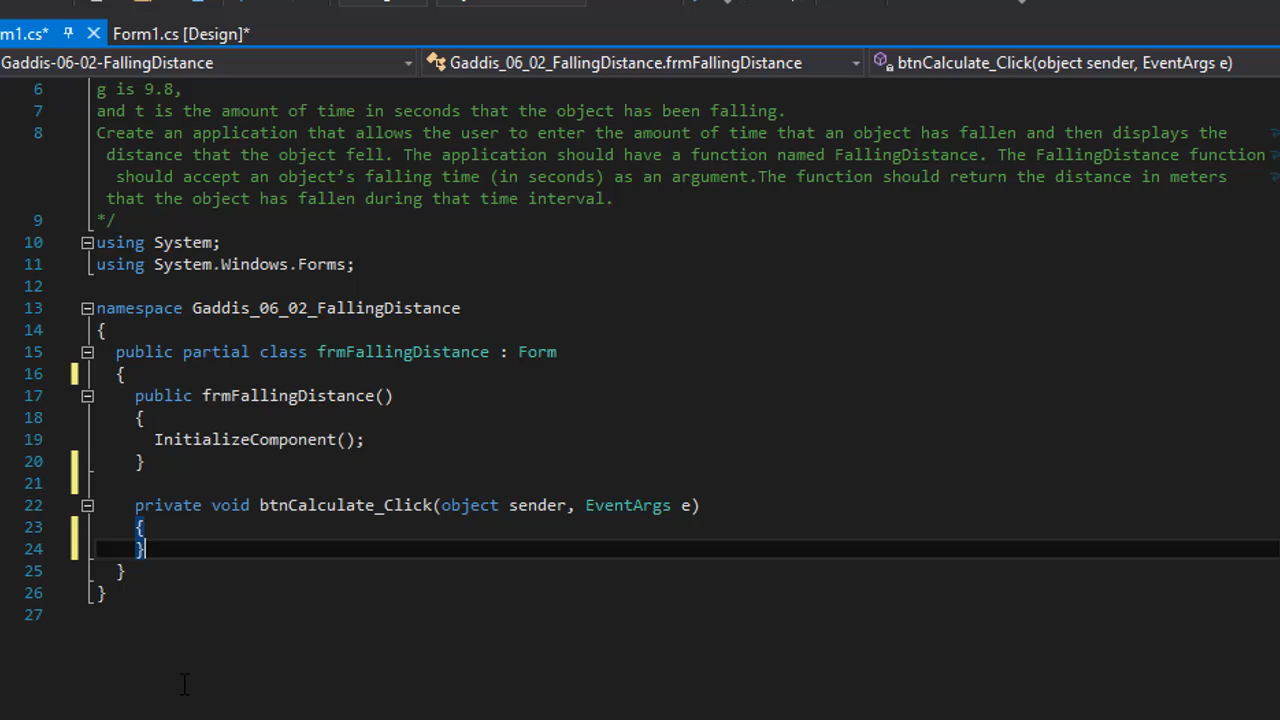 m1.cs*
Form1.cs [Design]*
Gaddis-06-02-FallingDistance
Gaddis_06_02_FallingDistance.frmFallingDistance
btnCalculate_Click(object sender, EventArgs e)
6 g is 9.8,
7 and t is the amount of time in seconds that the object has been falling.
8 Create an application that allows the user to enter the amount of time that an object has fallen and then displays the
distance that the object fell. The application should have a function named FallingDistance. The FallingDistance function
should accept an object’s falling time (in seconds) as an argument.The function should return the distance in meters
that the object has fallen during that time interval.
9 */
10 using System;
11 using System.Windows.Forms;
12
13 namespace Gaddis_06_02_FallingDistance
14 {
15 public partial class frmFallingDistance : Form
16 {
17 public frmFallingDistance()
18 {
19 InitializeComponent();
20 }
21
22 private void btnCalculate_Click(object sender, EventArgs e)
23 {
24 }
25 }
26 }
27